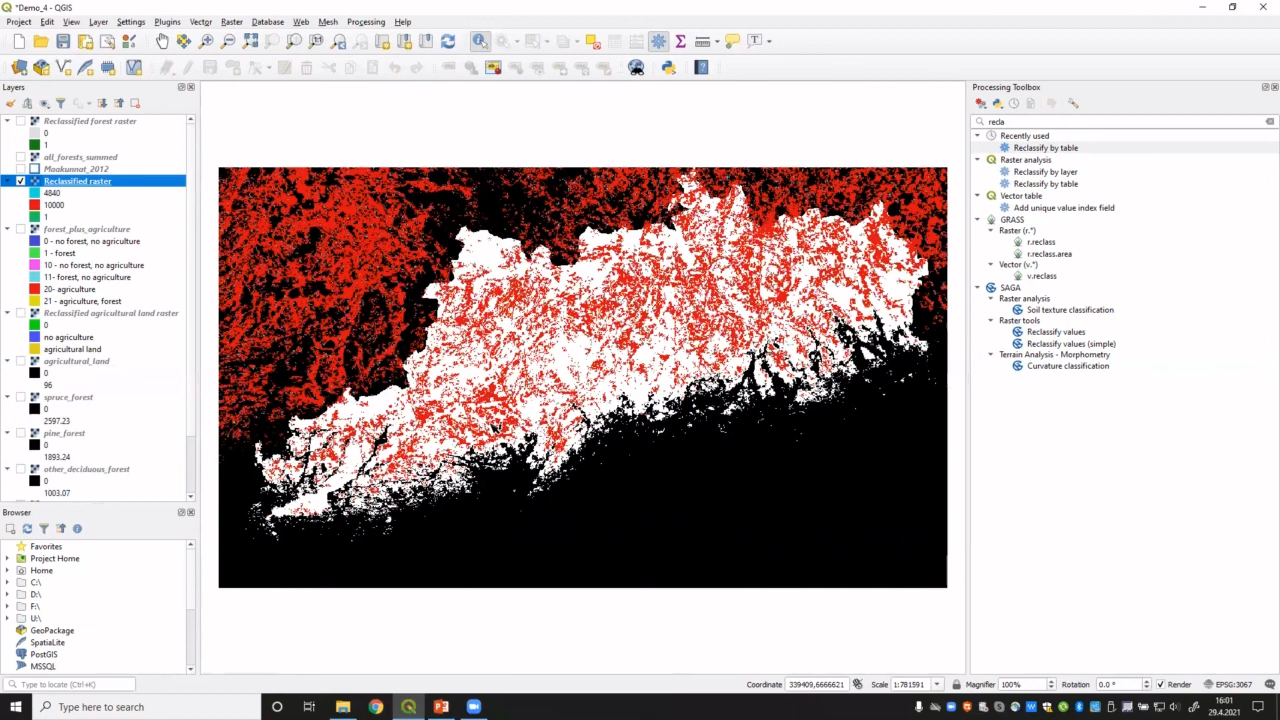 *Demo_4 - QGIS
Project Edit View Layer Settings Plugins Vector Raster Database Web Mesh Processing Help
Layers
Reclassified forest raster
0
1
all_forests_summed
Maakunnat_2012
Reclassified raster
4840
10000
1
forest_plus_agriculture
0 - no forest, no agriculture
1 - forest
10 - no forest, no agriculture
11- forest, no agriculture
20- agriculture
21 - agriculture, forest
Reclassified agricultural land raster
0
no agriculture
agricultural land
agricultural_land
0
96
spruce_forest
0
2597.23
pine_forest
0
1893.24
other_deciduous_forest
0
1003.07
Browser
Favorites
Project Home
Home
C:\
D:\
F:\
U:\
GeoPackage
SpatiaLite
PostGIS
MSSQL
Processing Toolbox
reda
Recently used
Reclassify by table
Raster analysis
Reclassify by layer
Reclassify by table
Vector table
Add unique value index field
GRASS
Raster (r.*)
r.reclass
r.reclass.area
Vector (v.*)
v.reclass
SAGA
Raster analysis
Soil texture classification
Raster tools
Reclassify values
Reclassify values (simple)
Terrain Analysis - Morphometry
Curvature classification
Type to locate (Ctrl+K)
Coordinate 339409,6666621 Scale 1:781591 Magnifier 100% Rotation 0.0 ° Render EPSG:3067
Type here to search
16:01
29.4.2021